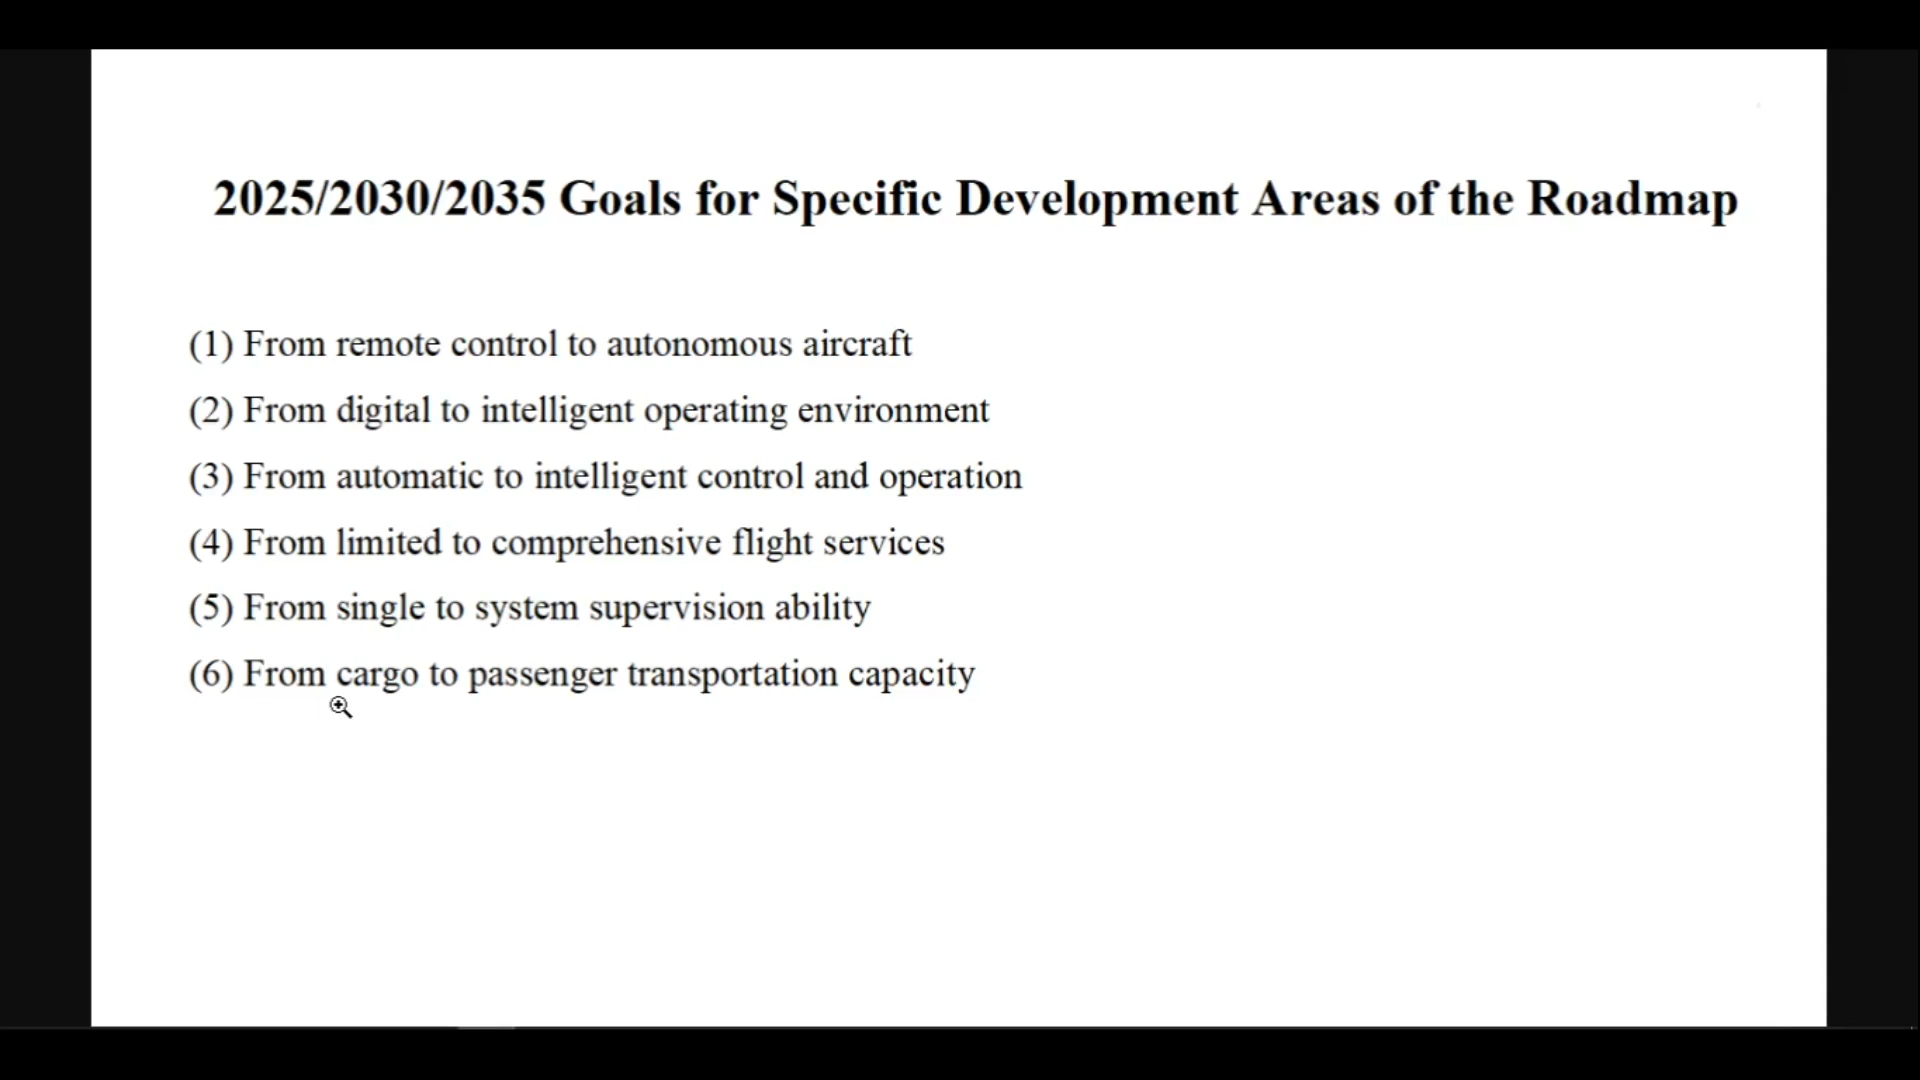 2025/2030/2035 Goals for Specific Development Areas of the Roadmap
(1) From remote control to autonomous aircraft
(2) From digital to intelligent operating environment
(3) From automatic to intelligent control and operation
(4) From limited to comprehensive flight services
(5) From single to system supervision ability
(6) From cargo to passenger transportation capacity